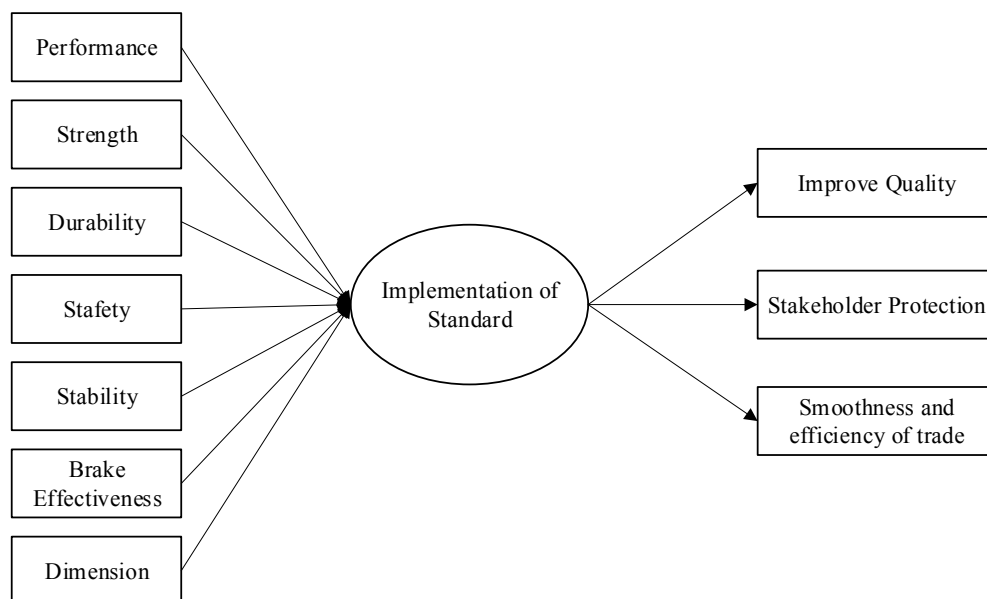 Performance
Strength
Durability
Stafety
Stability
Brake
Effectiveness
Dimension
Implementation of
Standard
Improve Quality
Stakeholder Protection
Smoothness and
efficiency of trade